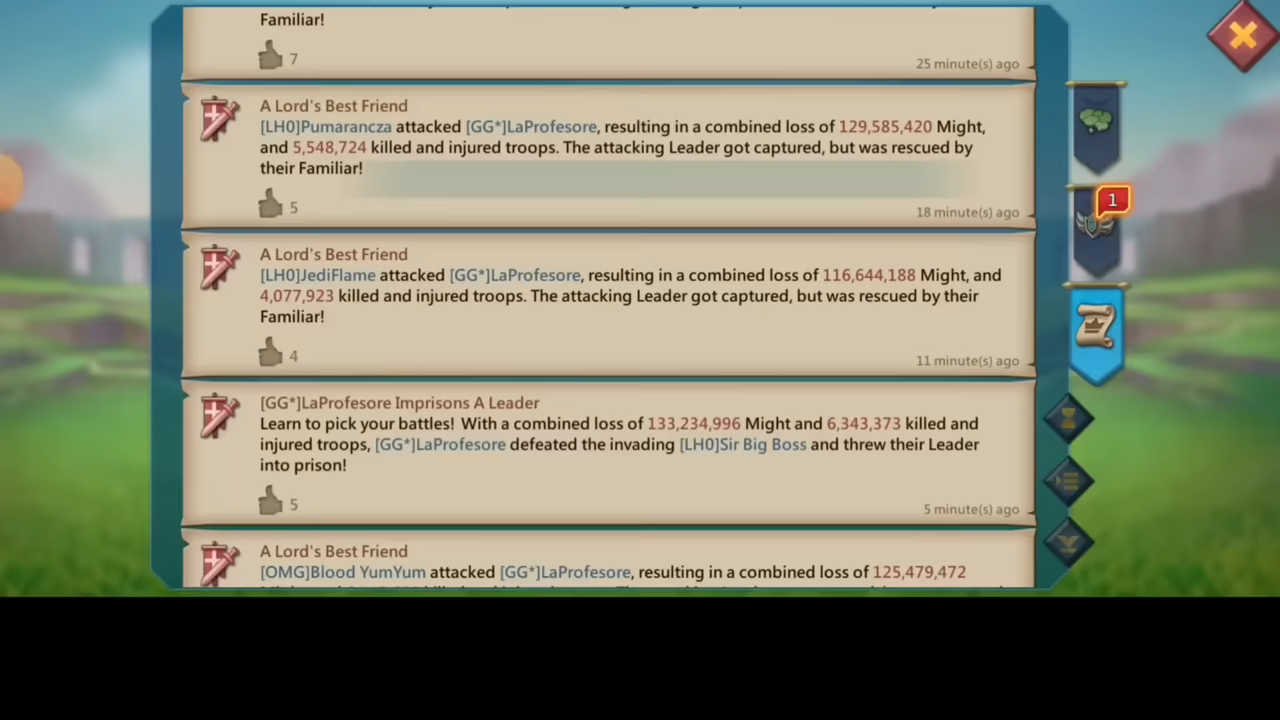 Familiar!
7
25 minute(s) ago
A Lord's Best Friend
[LH0]Pumarancza attacked [GG*]LaProfesore, resulting in a combined loss of 129,585,420 Might,
and 5,548,724 killed and injured troops. The attacking Leader got captured, but was rescued by
their Familiar!
5
18 minute(s) ago
1
A Lord's Best Friend
[LH0]JediFlame attacked [GG*]LaProfesore, resulting in a combined loss of 116,644,188 Might, and
4,077,923 killed and injured troops. The attacking Leader got captured, but was rescued by their
Familiar!
4
11 minute(s) ago
[GG*]LaProfesore Imprisons A Leader
Learn to pick your battles! With a combined loss of 133,234,996 Might and 6,343,373 killed and
injured troops, [GG*]LaProfesore defeated the invading [LH0]Sir Big Boss and threw their Leader
into prison!
5
5 minute(s) ago
A Lord's Best Friend
[OMG]Blood YumYum attacked [GG*]LaProfesore, resulting in a combined loss of 125,479,472